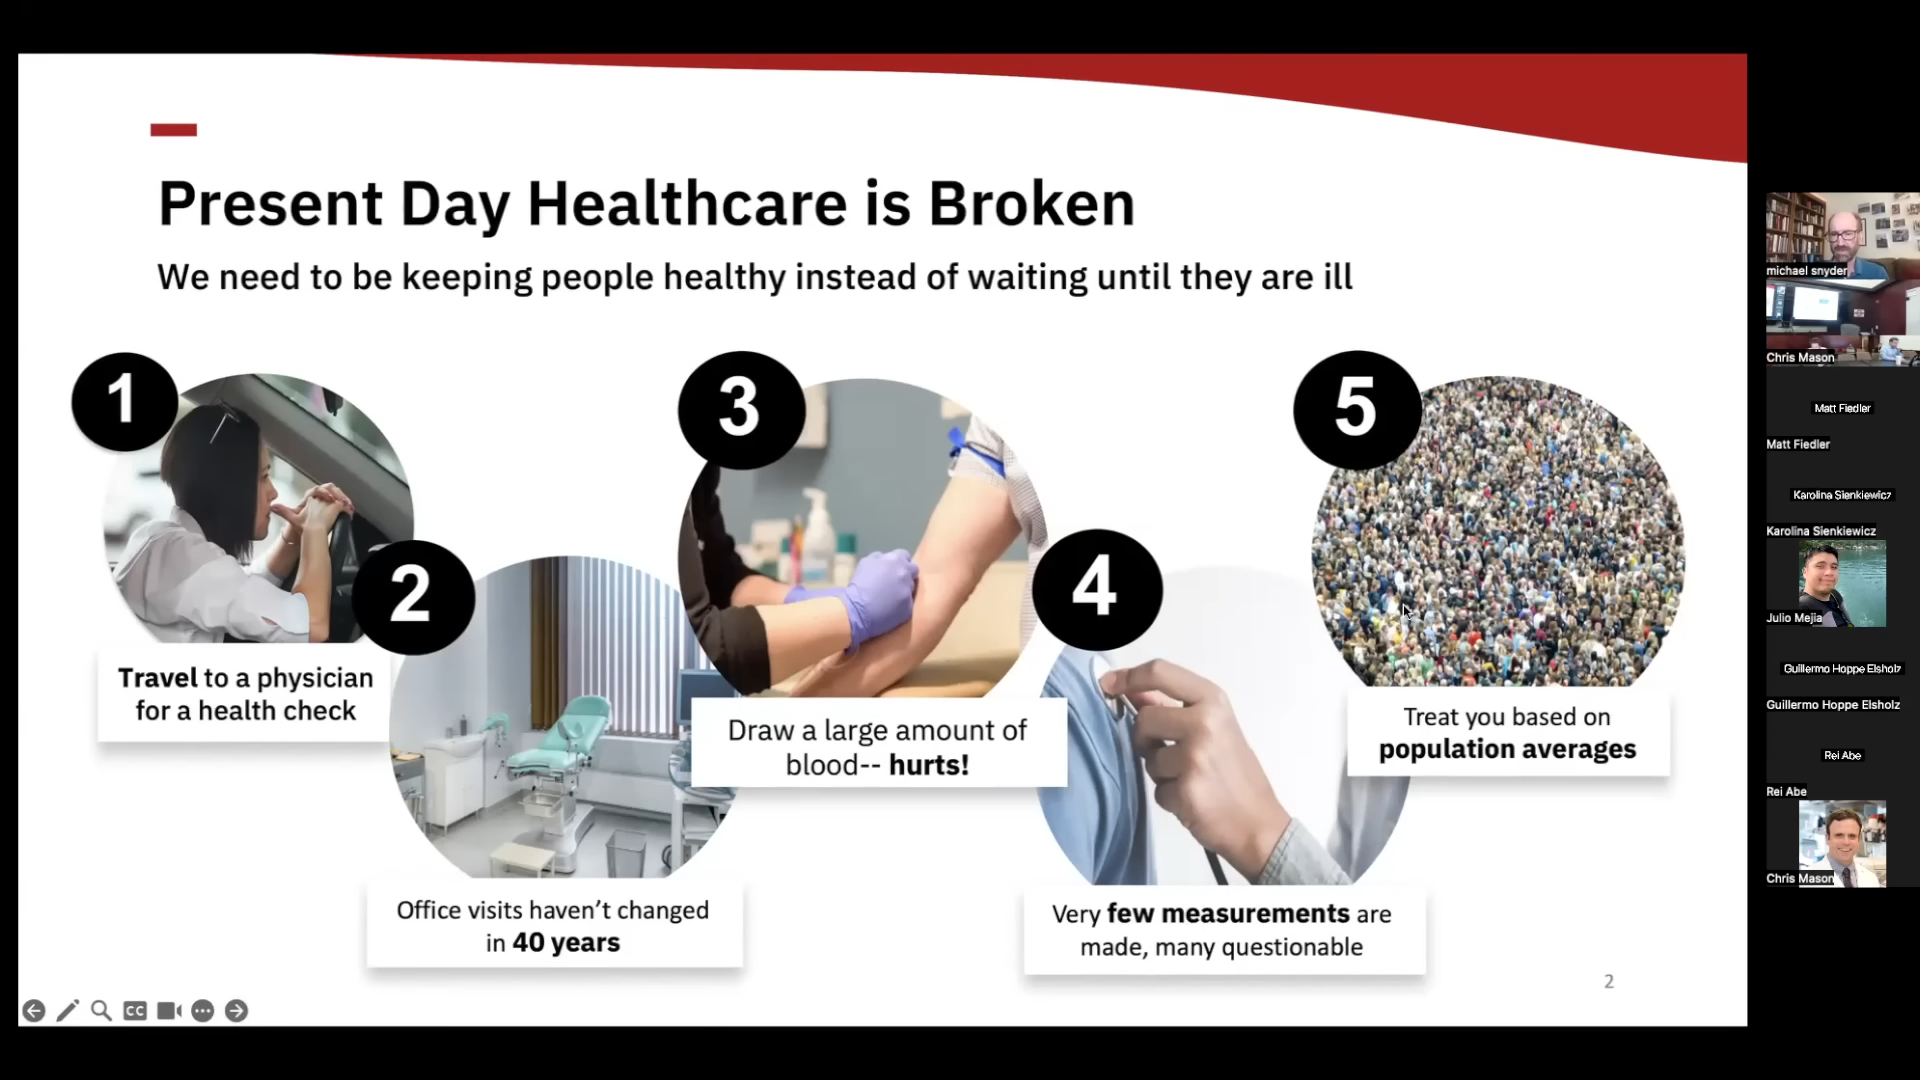 Present Day Healthcare is Broken
We need to be keeping people healthy instead of waiting until they are ill
1
Travel to a physician
for a health check
2
Office visits haven't changed
in 40 years
3
Draw a large amount of
blood-- hurts!
4
Very few measurements are
made, many questionable
5
Treat you based on
population averages
2
CC
michael snyder
Chris Mason
Matt Fiedler
Matt Fiedler
Karolina Sienkiewicz
Karolina Sienkiewicz
Julio Mejia
Guillermo Hoppe Elsholz
Guillermo Hoppe Elsholz
Rei Abe
Rei Abe
Chris Mason